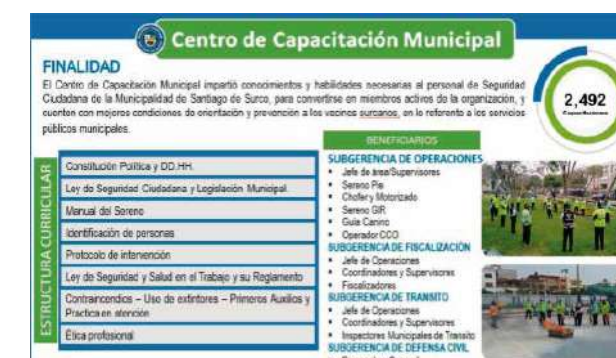 Centro de Capacitación Municipal
FINALIDAD
El Centro de Capacitación Municipal impartió conocimientos y habilidades necesarias al personal de Seguridad
Ciudadana de la Municipalidad de Santiago de Surco, para convertirse en miembros activos de la organización, y
cuenten con mejores condiciones de orientación y prevención a los vecinos surcanos, en lo referente a los servicios
públicos municipales.
2,492
Capacitaciones
ESTRUCTURA CURRICULAR
Constitución Política y DD.HH.
Ley de Seguridad Ciudadana y Legislación Municipal.
Manual del Sereno
Identificación de personas
Protocolo de intervención
Ley de Seguridad y Salud en el Trabajo y su Reglamento
Contraincendios – Uso de extintores – Primeros Auxilios y
Practica en atención
Ética profesional
BENEFICIARIOS
SUBGERENCIA DE OPERACIONES
• Jefe de área/Supervisores
• Sereno Pie
• Chofer y Motorizado
• Sereno GIR
• Guía Canino
• Operador CCO
SUBGERENCIA DE FISCALIZACIÓN
• Jefe de Operaciones
• Coordinadores y Supervisores
• Fiscalizadores
SUBGERENCIA DE TRANSITO
• Jefe de Operaciones
• Coordinadores y Supervisores
• Inspectores Municipales de Transito
SUBGERENCIA DE DEFENSA CIVIL